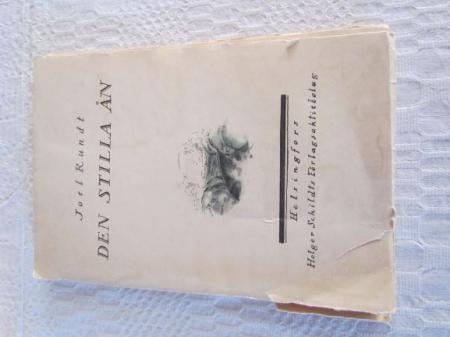 Joel Rundt
DEN STILLA ÅN
Helsingfors
Holger Schildts Förlagsaktiebolag